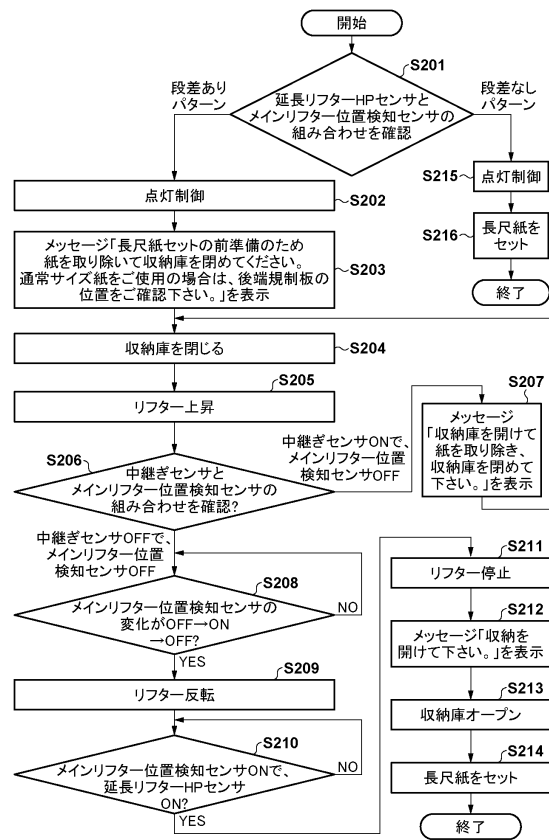 開始
S201
段差あり
パターン
延長リフターHPセンサと
メインリフター位置検知センサの
組み合わせを確認
段差なし
パターン
S215
点灯制御
S216
長尺紙を
セット
終了
点灯制御
S202
メッセージ「長尺紙セットの前準備のため
紙を取り除いて収納庫を閉めてください。
通常サイズ紙をご使用の場合は、後端規制板の
位置をご確認下さい。」を表示
S203
収納庫を閉じる
S204
S205
リフター上昇
S206
中継ぎセンサと
メインリフター位置検知センサの
組み合わせを確認?
中継ぎセンサONで、
メインリフター位置
検知センサOFF
S207
メッセージ
「収納庫を開けて
紙を取り除き、
収納庫を閉めて
下さい。」を表示
中継ぎセンサOFFで、
メインリフター位置
検知センサOFF
S208
メインリフター位置検知センサの
変化がOFF→ON
→OFF?
NO
YES
S209
リフター反転
S210
メインリフター位置検知センサONで、
延長リフターHPセンサ
ON?
NO
YES
S211
リフター停止
S212
メッセージ「収納を
開けて下さい。」を表示
S213
収納庫オープン
S214
長尺紙をセット
終了